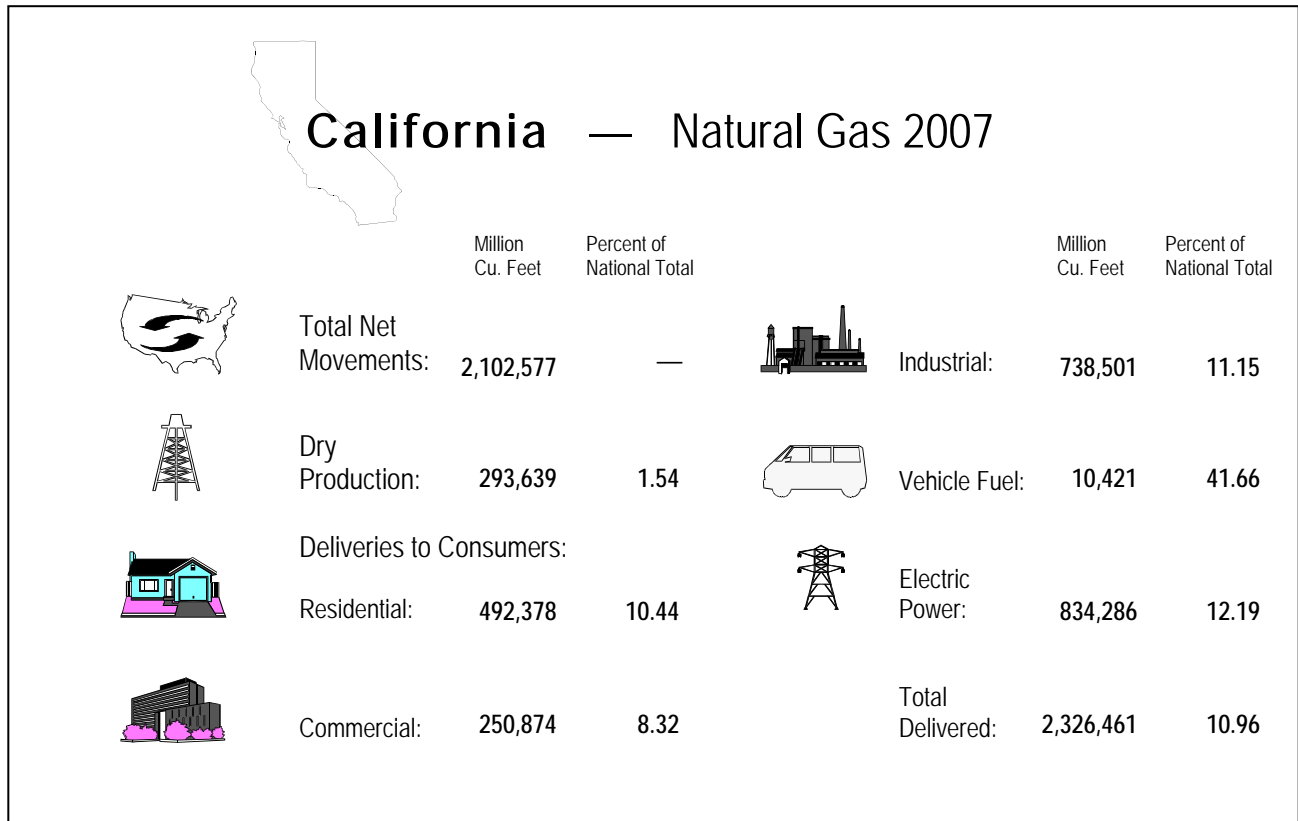 California — Natural Gas 2007
Million Percent of
Cu. Feet National Total
Total Net
Movements: 2,102,577 —
Dry
Production: 293,639 1.54
Deliveries to Consumers:
Residential: 492,378 10.44
Commercial: 250,874 8.32
Million Percent of
Cu. Feet National Total
Industrial: 738,501 11.15
Vehicle Fuel: 10,421 41.66
Electric
Power: 834,286 12.19
Total
Delivered: 2,326,461 10.96